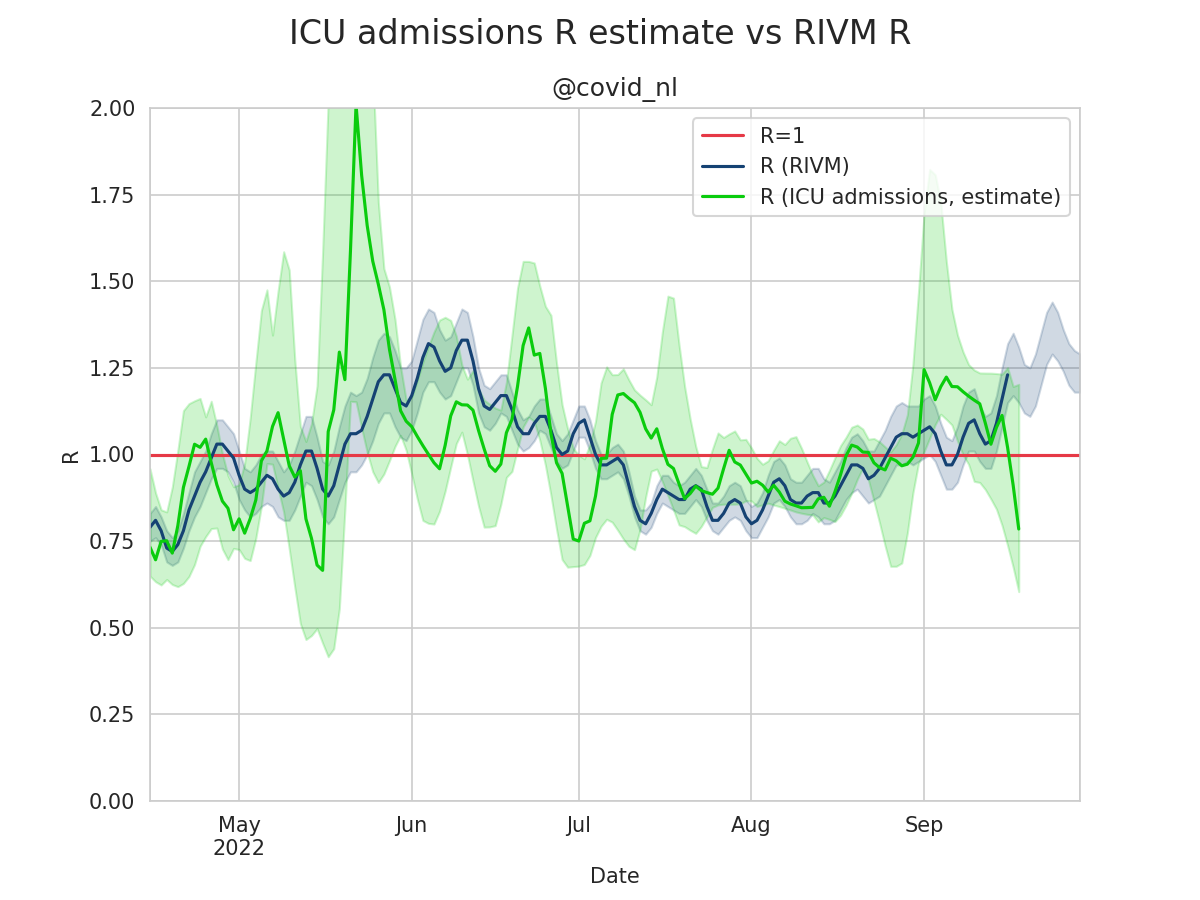 ICU admissions R estimate vs RIVM R
@covid_nl
2.00
1.75
1.50
1.25
1.00
0.75
0.50
0.25
0.00
R
R=1
R (RIVM)
R (ICU admissions, estimate)
May
2022
Jun
Jul
Aug
Sep
Date